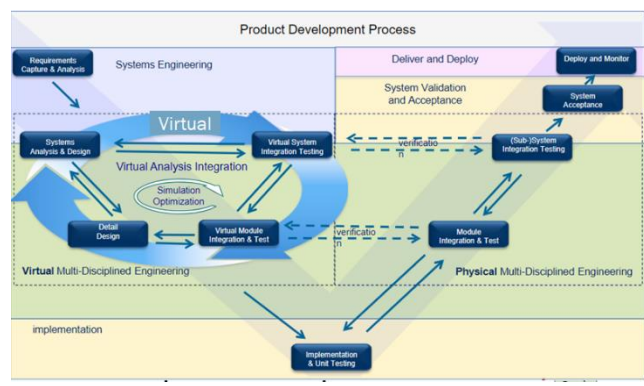 Product Development Process
Requirements
Capture & Analysis
Systems Engineering
Deliver and Deploy
Deploy and Monitor
System Validation
and Acceptance
System
Acceptance
Virtual
Systems
Analysis & Design
Virtual System
Integration Testing
verificatio
n
(Sub-)System
Integration Testing
Virtual Analysis Integration
Simulation
Optimization
Detail
Design
Virtual Module
Integration & Test
verificatio
n
Module
Integration & Test
Virtual Multi-Disciplined Engineering
Physical Multi-Disciplined Engineering
implementation
Implementation
& Unit Testing